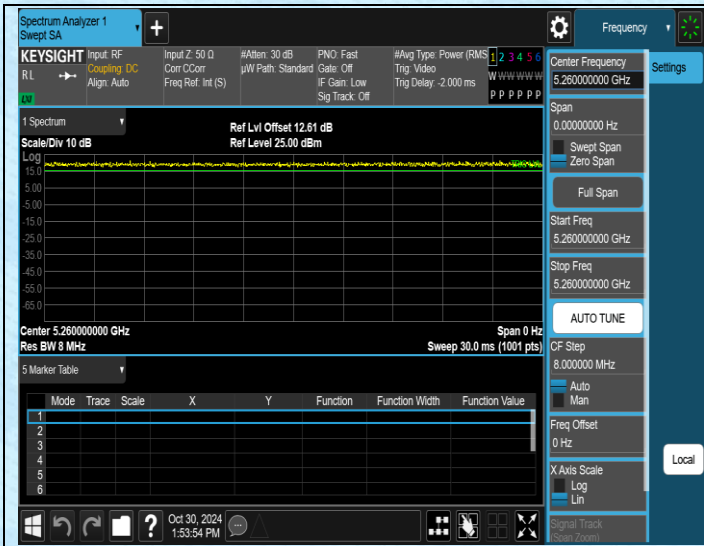 Spectrum Analyzer 1
Swept SA
Frequency
KEYSIGHT
RL
LXI
Input: RF
Coupling: DC
Align: Auto
Input Z: 50 Ω
Corr CCorr
Freq Ref: Int (S)
#Atten: 30 dB
µW Path: Standard
PNO: Fast
Gate: Off
IF Gain: Low
Sig Track: Off
#Avg Type: Power (RMS
Trig: Video
Trig Delay: -2.000 ms
1 2 3 4 5 6
W W W W W W
P P P P P P
1 Spectrum
Scale/Div 10 dB
Ref Lvl Offset 12.61 dB
Ref Level 25.00 dBm
Log
15.0
5.00
-5.00
-15.0
-25.0
-35.0
-45.0
-55.0
-65.0
Center 5.260000000 GHz
Res BW 8 MHz
Span 0 Hz
Sweep 30.0 ms (1001 pts)
5 Marker Table
Mode Trace Scale X Y Function Function Width Function Value
1
2
3
4
5
6
Oct 30, 2024
1:53:54 PM
Center Frequency
5.260000000 GHz
Span
0.00000000 Hz
Swept Span
Zero Span
Full Span
Start Freq
5.260000000 GHz
Stop Freq
5.260000000 GHz
AUTO TUNE
CF Step
8.000000 MHz
Auto
Man
Freq Offset
0 Hz
X Axis Scale
Log
Lin
Signal Track
(Span Zoom)
Settings
Local